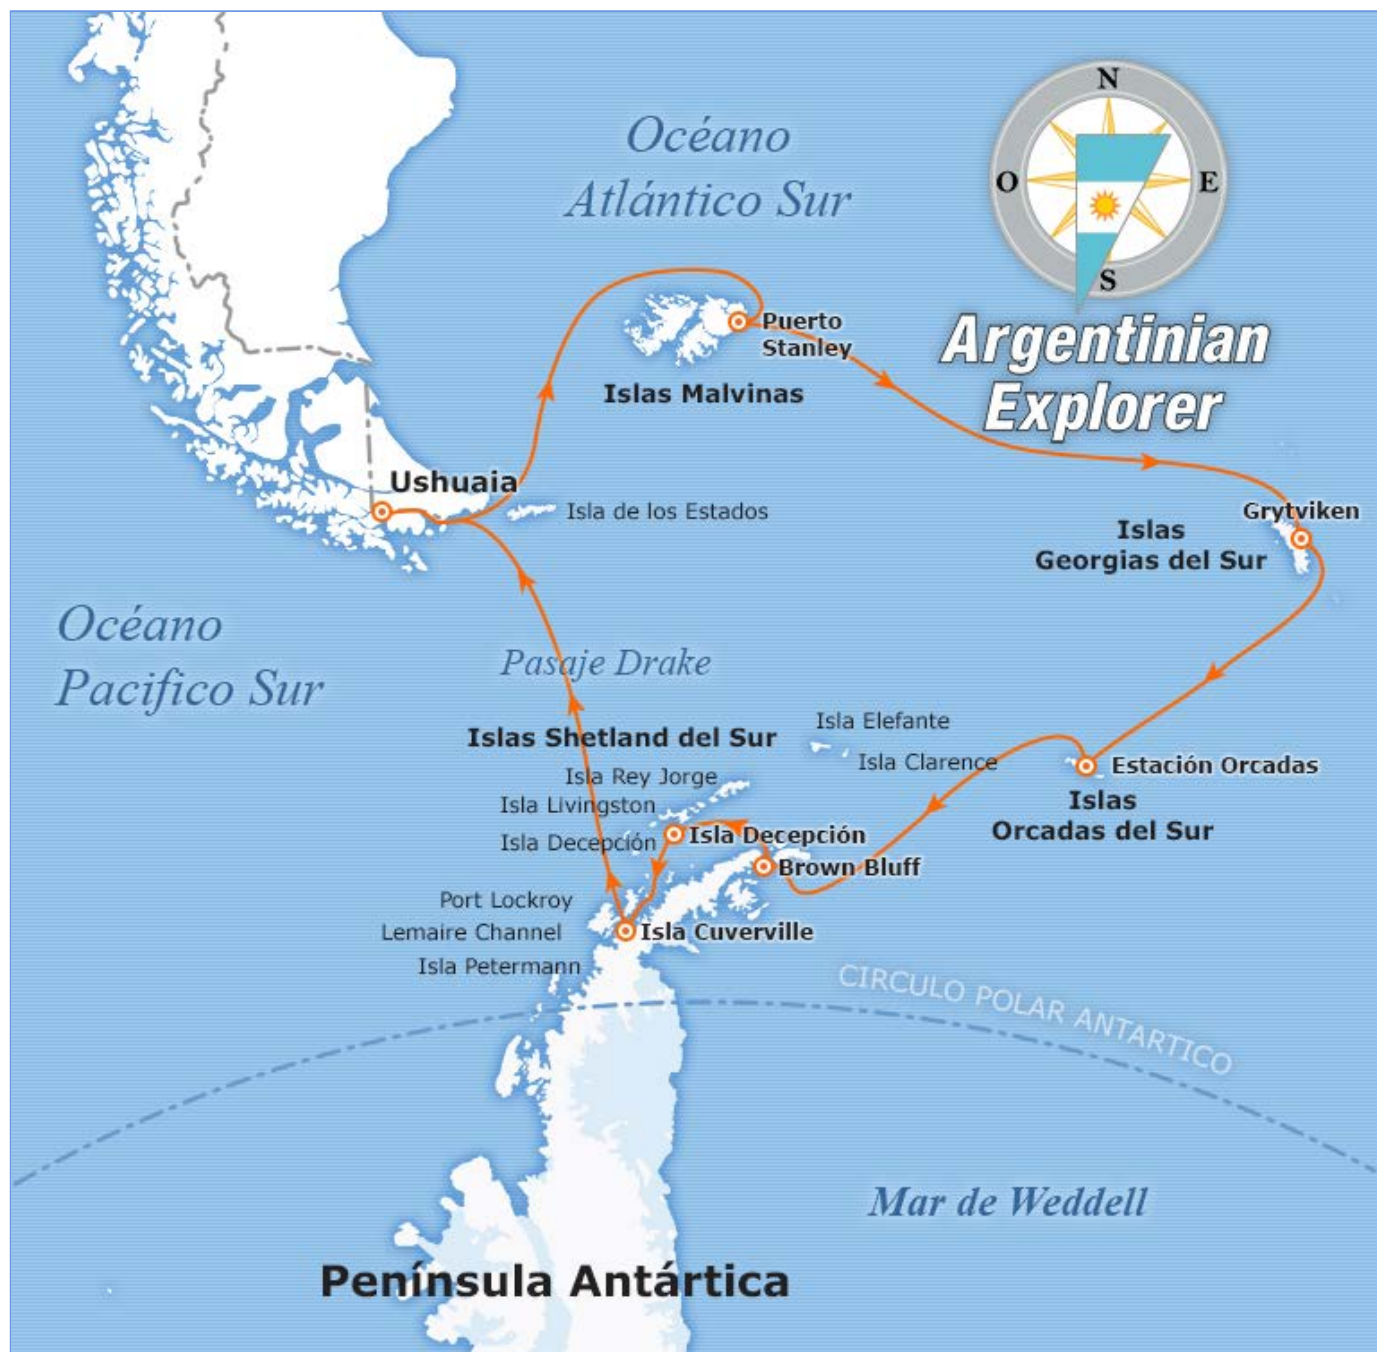 N
O
E
S
Océano
Atlántico Sur
Argentinian
Explorer
Puerto
Stanley
Islas Malvinas
Ushuaia
Isla de los Estados
Grytviken
Islas
Georgias del Sur
Océano
Pacifico Sur
Pasaje Drake
Isla Elefante
Islas Shetland del Sur
Isla Clarence
Estación Orcadas
Isla Rey Jorge
Isla Livingston
Islas
Orcadas del Sur
Isla Decepción
Isla Decepción
Brown Bluff
Port Lockroy
Lemaire Channel
Isla Cuverville
Isla Petermann
CIRCULO POLAR ANTARTICO
Mar de Weddell
Península Antártica